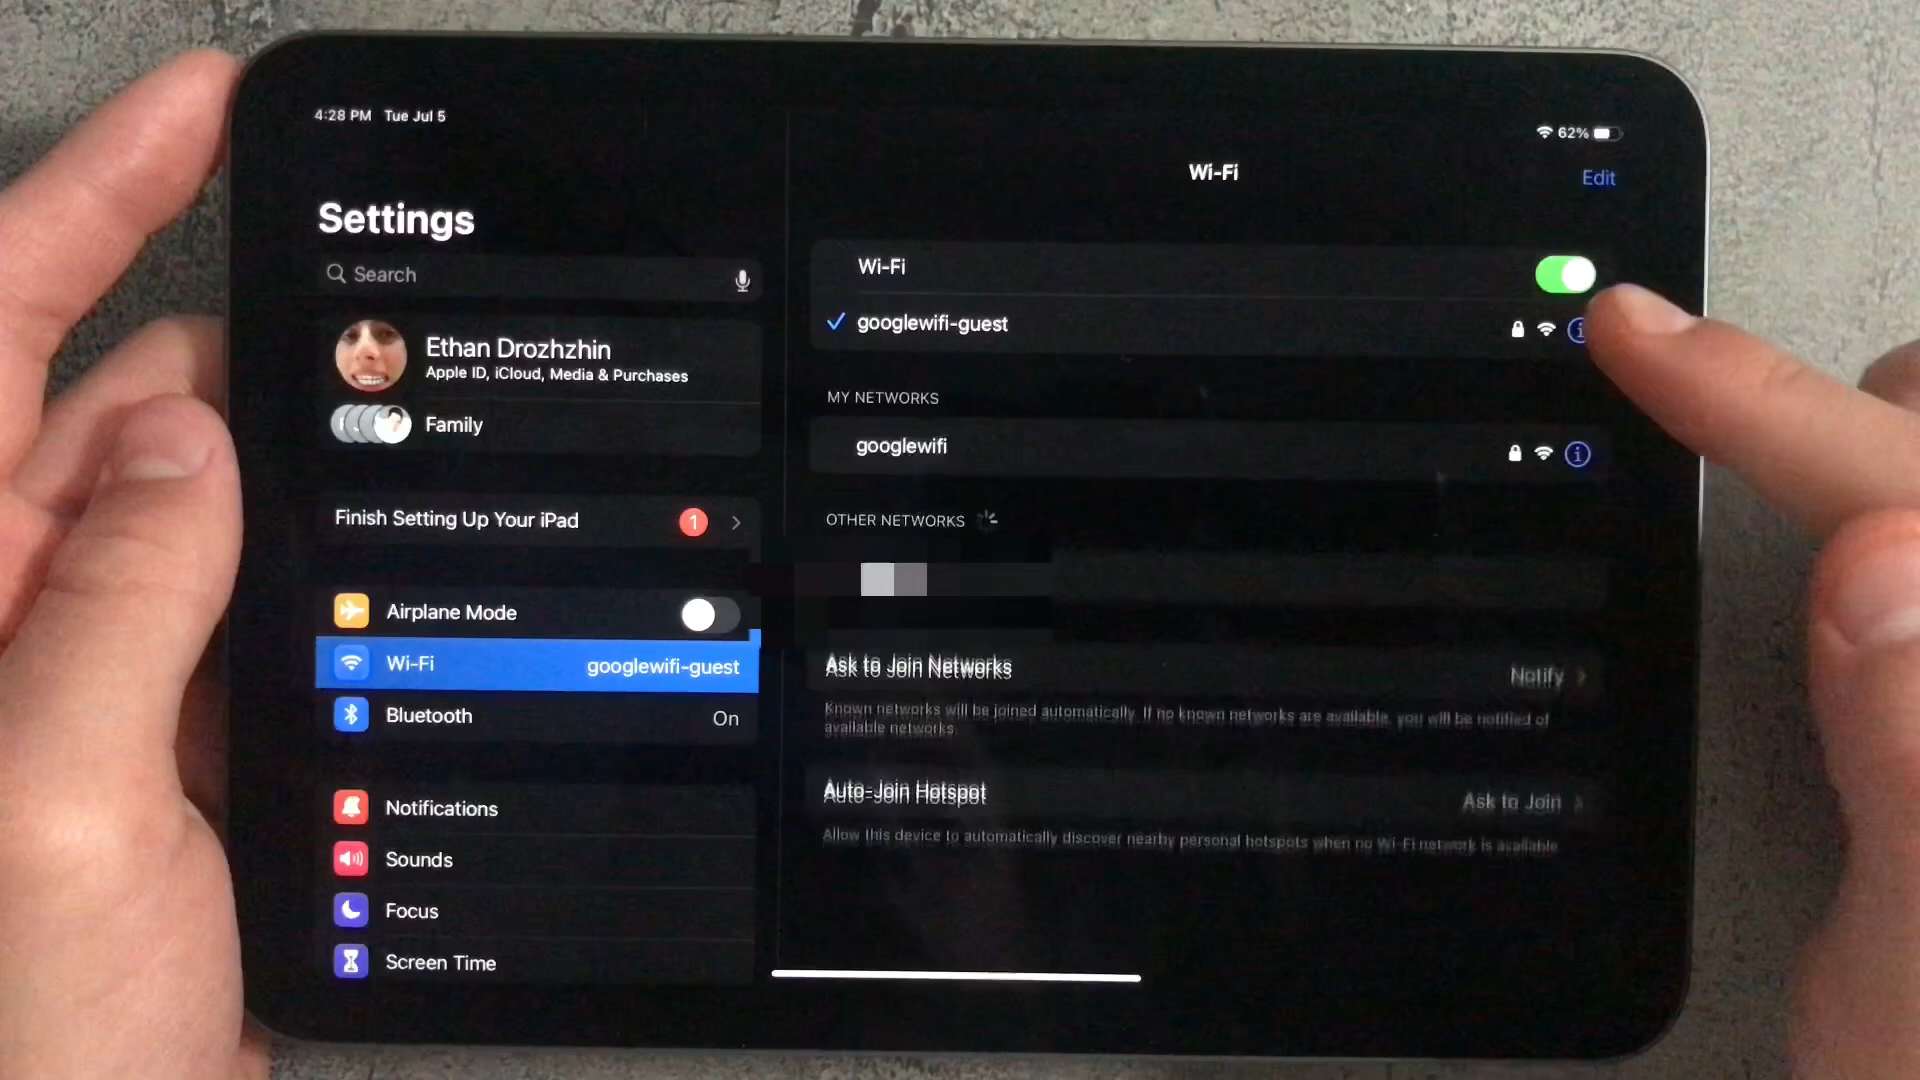 4:28 PM Tue Jul 5
62%
Wi-Fi
Edit
Settings
Search
Ethan Drozhzhin
Apple ID, iCloud, Media & Purchases
Family
Finish Setting Up Your iPad
1
Airplane Mode
Wi-Fi googlewifi-guest
Bluetooth On
Notifications
Sounds
Focus
Screen Time
Wi-Fi
googlewifi-guest
MY NETWORKS
googlewifi
OTHER NETWORKS
Ask to Join Networks Notify
Known networks will be joined automatically. If no known networks are available, you will be notified of
available networks.
Auto-Join Hotspot Ask to Join
Allow this device to automatically discover nearby personal hotspots when no Wi-Fi network is available.